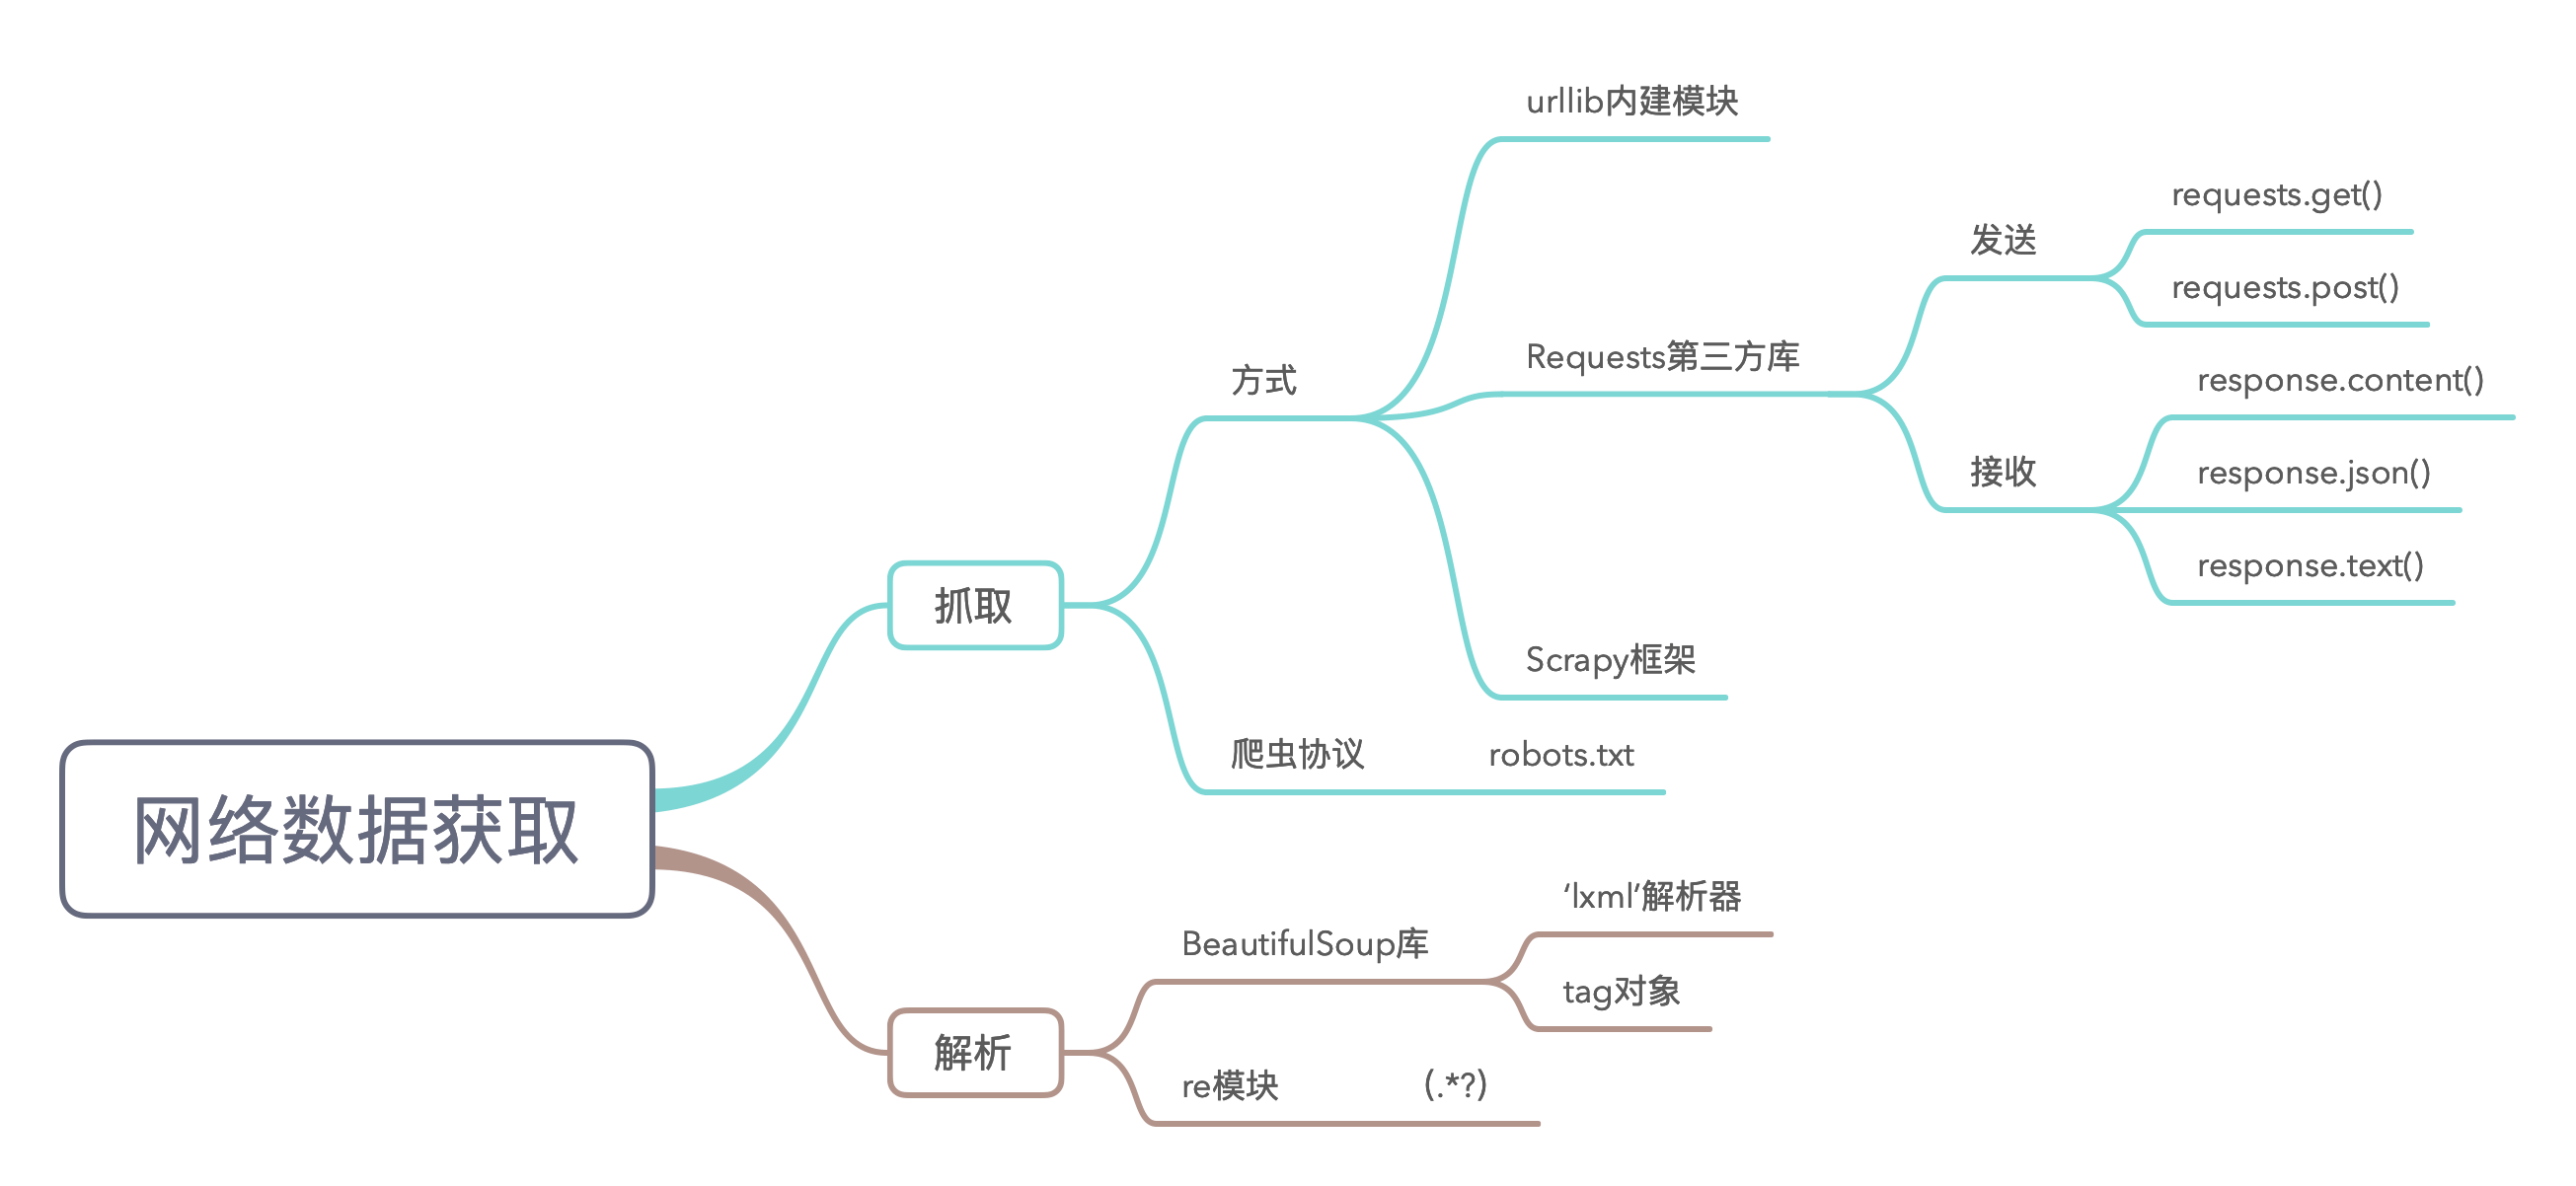 网络数据获取
抓取
方式
urllib内建模块
Requests第三方库
发送
requests.get()
requests.post()
接收
response.content()
response.json()
response.text()
Scrapy框架
爬虫协议
robots.txt
解析
BeautifulSoup库
‘lxml’解析器
tag对象
re模块
(.*?)